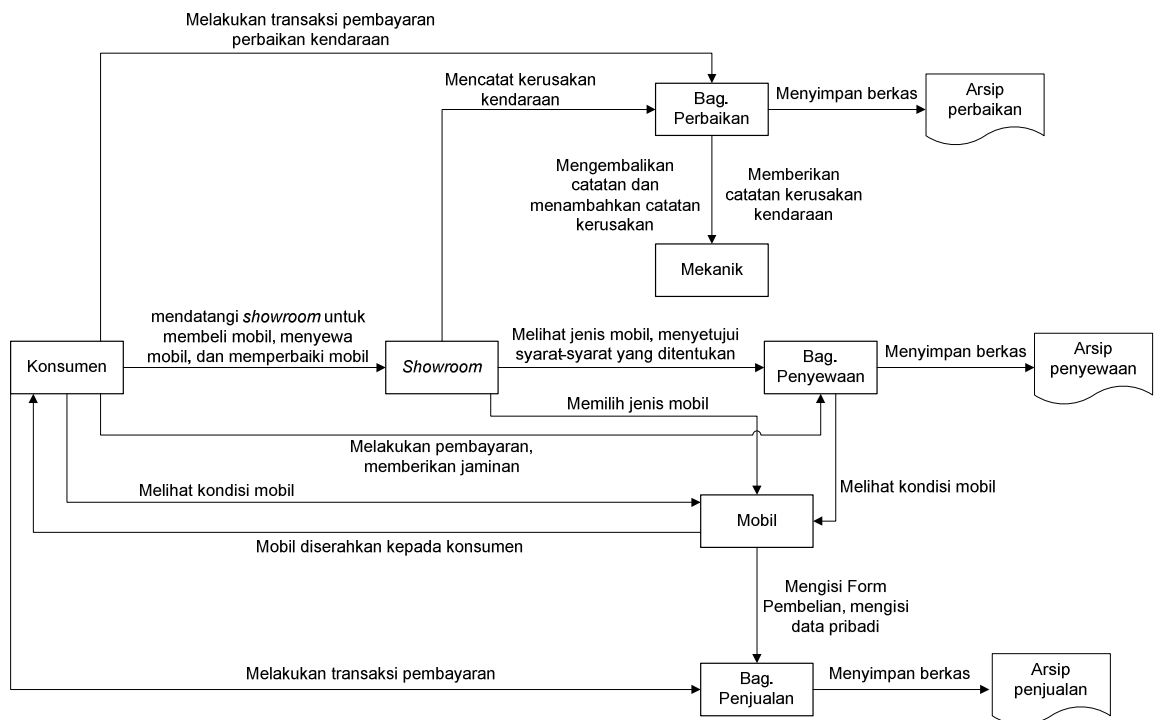 Melakukan transaksi pembayaran
perbaikan kendaraan
Mencatat kerusakan
kendaraan
Bag.
Perbaikan
Menyimpan berkas
Arsip
perbaikan
Mengembalikan
catatan dan
menambahkan catatan
kerusakan
Memberikan
catatan kerusakan
kendaraan
Mekanik
Konsumen
mendatangi showroom untuk
membeli mobil, menyewa
mobil, dan memperbaiki mobil
Showroom
Melihat jenis mobil, menyetujui
syarat-syarat yang ditentukan
Bag.
Penyewaan
Menyimpan berkas
Arsip
penyewaan
Memilih jenis mobil
Melakukan pembayaran,
memberikan jaminan
Melihat kondisi mobil
Melihat kondisi mobil
Mobil
Mobil diserahkan kepada konsumen
Mengisi Form
Pembelian, mengisi
data pribadi
Melakukan transaksi pembayaran
Bag.
Penjualan
Menyimpan berkas
Arsip
penjualan